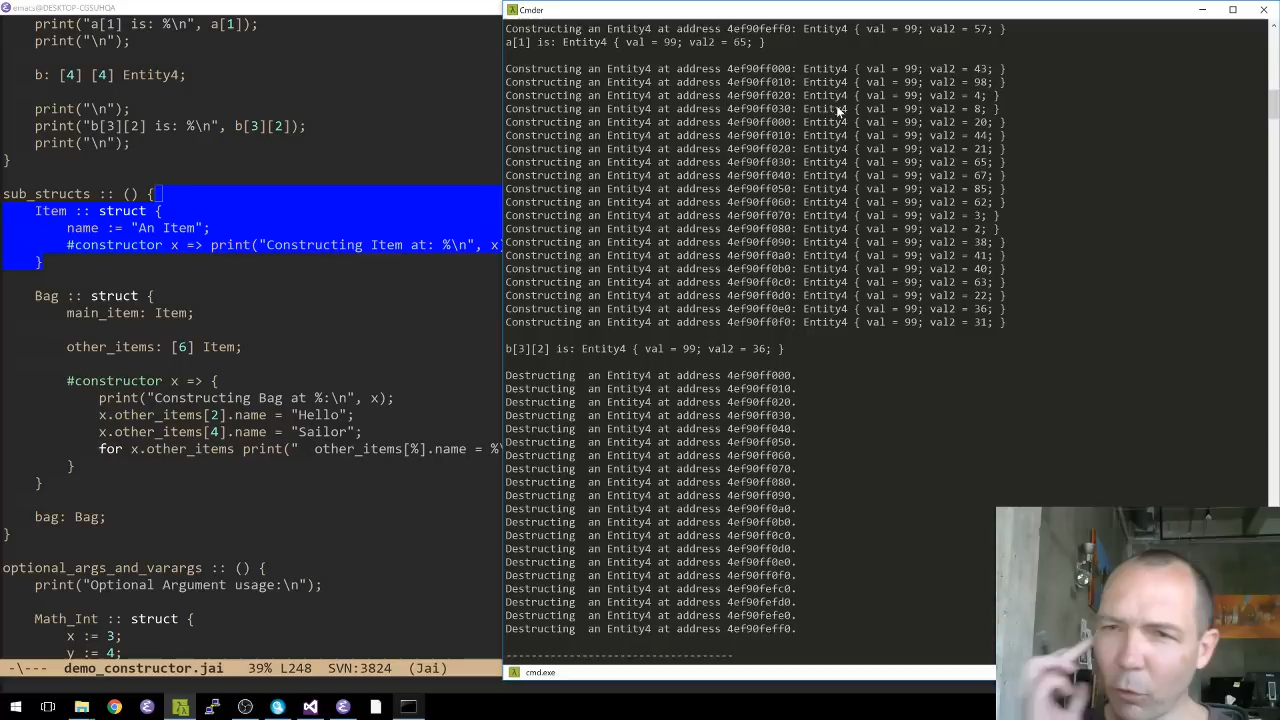 emacs@DESKTOP-CGSUHQA
print("a[1] is: %\n", a[1]);
print("\n");
b: [4] [4] Entity4;
print("\n");
print("b[3][2] is: %\n", b[3][2]);
print("\n");
}
sub_structs :: () {
Item :: struct {
name := "An Item";
#constructor x => print("Constructing Item at: %\n", x)
}
Bag :: struct {
main_item: Item;
other_items: [6] Item;
#constructor x => {
print("Constructing Bag at %:\n", x);
x.other_items[2].name = "Hello";
x.other_items[4].name = "Sailor";
for x.other_items print("  other_items[%].name = %\
}
}
bag: Bag;
}
optional_args_and_varargs :: () {
print("Optional Argument usage:\n");
Math_Int :: struct {
x := 3;
y := 4;
-\--- demo_constructor.jai 39% L248 SVN:3824 (Jai)
Cmder
Constructing an Entity4 at address 4ef90feff0: Entity4 { val = 99; val2 = 57; }
a[1] is: Entity4 { val = 99; val2 = 65; }
Constructing an Entity4 at address 4ef90ff000: Entity4 { val = 99; val2 = 43; }
Constructing an Entity4 at address 4ef90ff010: Entity4 { val = 99; val2 = 98; }
Constructing an Entity4 at address 4ef90ff020: Entity4 { val = 99; val2 = 4; }
Constructing an Entity4 at address 4ef90ff030: Entity4 { val = 99; val2 = 8; }
Constructing an Entity4 at address 4ef90ff000: Entity4 { val = 99; val2 = 20; }
Constructing an Entity4 at address 4ef90ff010: Entity4 { val = 99; val2 = 44; }
Constructing an Entity4 at address 4ef90ff020: Entity4 { val = 99; val2 = 21; }
Constructing an Entity4 at address 4ef90ff030: Entity4 { val = 99; val2 = 65; }
Constructing an Entity4 at address 4ef90ff040: Entity4 { val = 99; val2 = 67; }
Constructing an Entity4 at address 4ef90ff050: Entity4 { val = 99; val2 = 85; }
Constructing an Entity4 at address 4ef90ff060: Entity4 { val = 99; val2 = 62; }
Constructing an Entity4 at address 4ef90ff070: Entity4 { val = 99; val2 = 3; }
Constructing an Entity4 at address 4ef90ff080: Entity4 { val = 99; val2 = 2; }
Constructing an Entity4 at address 4ef90ff090: Entity4 { val = 99; val2 = 38; }
Constructing an Entity4 at address 4ef90ff0a0: Entity4 { val = 99; val2 = 41; }
Constructing an Entity4 at address 4ef90ff0b0: Entity4 { val = 99; val2 = 40; }
Constructing an Entity4 at address 4ef90ff0c0: Entity4 { val = 99; val2 = 63; }
Constructing an Entity4 at address 4ef90ff0d0: Entity4 { val = 99; val2 = 22; }
Constructing an Entity4 at address 4ef90ff0e0: Entity4 { val = 99; val2 = 36; }
Constructing an Entity4 at address 4ef90ff0f0: Entity4 { val = 99; val2 = 31; }
b[3][2] is: Entity4 { val = 99; val2 = 36; }
Destructing  an Entity4 at address 4ef90ff000.
Destructing  an Entity4 at address 4ef90ff010.
Destructing  an Entity4 at address 4ef90ff020.
Destructing  an Entity4 at address 4ef90ff030.
Destructing  an Entity4 at address 4ef90ff040.
Destructing  an Entity4 at address 4ef90ff050.
Destructing  an Entity4 at address 4ef90ff060.
Destructing  an Entity4 at address 4ef90ff070.
Destructing  an Entity4 at address 4ef90ff080.
Destructing  an Entity4 at address 4ef90ff090.
Destructing  an Entity4 at address 4ef90ff0a0.
Destructing  an Entity4 at address 4ef90ff0b0.
Destructing  an Entity4 at address 4ef90ff0c0.
Destructing  an Entity4 at address 4ef90ff0d0.
Destructing  an Entity4 at address 4ef90ff0e0.
Destructing  an Entity4 at address 4ef90ff0f0.
Destructing  an Entity4 at address 4ef90fefc0.
Destructing  an Entity4 at address 4ef90fefd0.
Destructing  an Entity4 at address 4ef90fefe0.
Destructing  an Entity4 at address 4ef90feff0.
-----------------------------------
cmd.exe